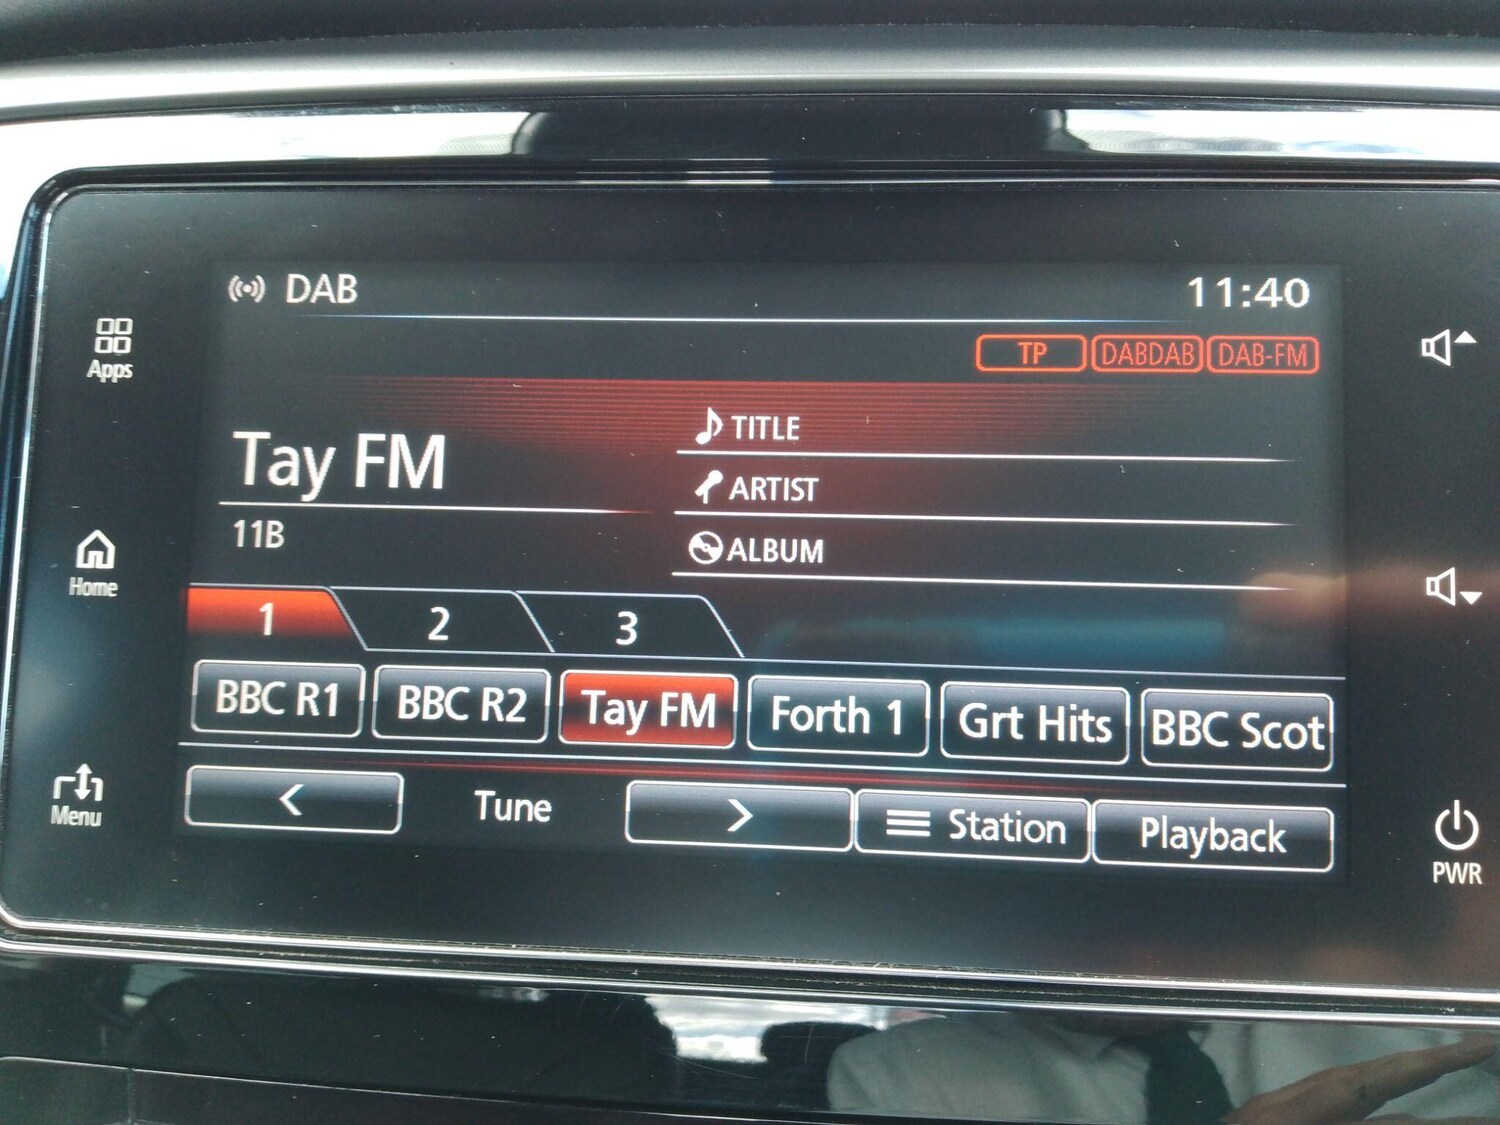 DAB
11:40
Apps
TP DABDAB DAB-FM
Tay FM
TITLE
ARTIST
11B
ALBUM
Home
1 2 3
BBC R1 BBC R2 Tay FM Forth 1 Grt Hits BBC Scot
Menu
< Tune > Station Playback
PWR